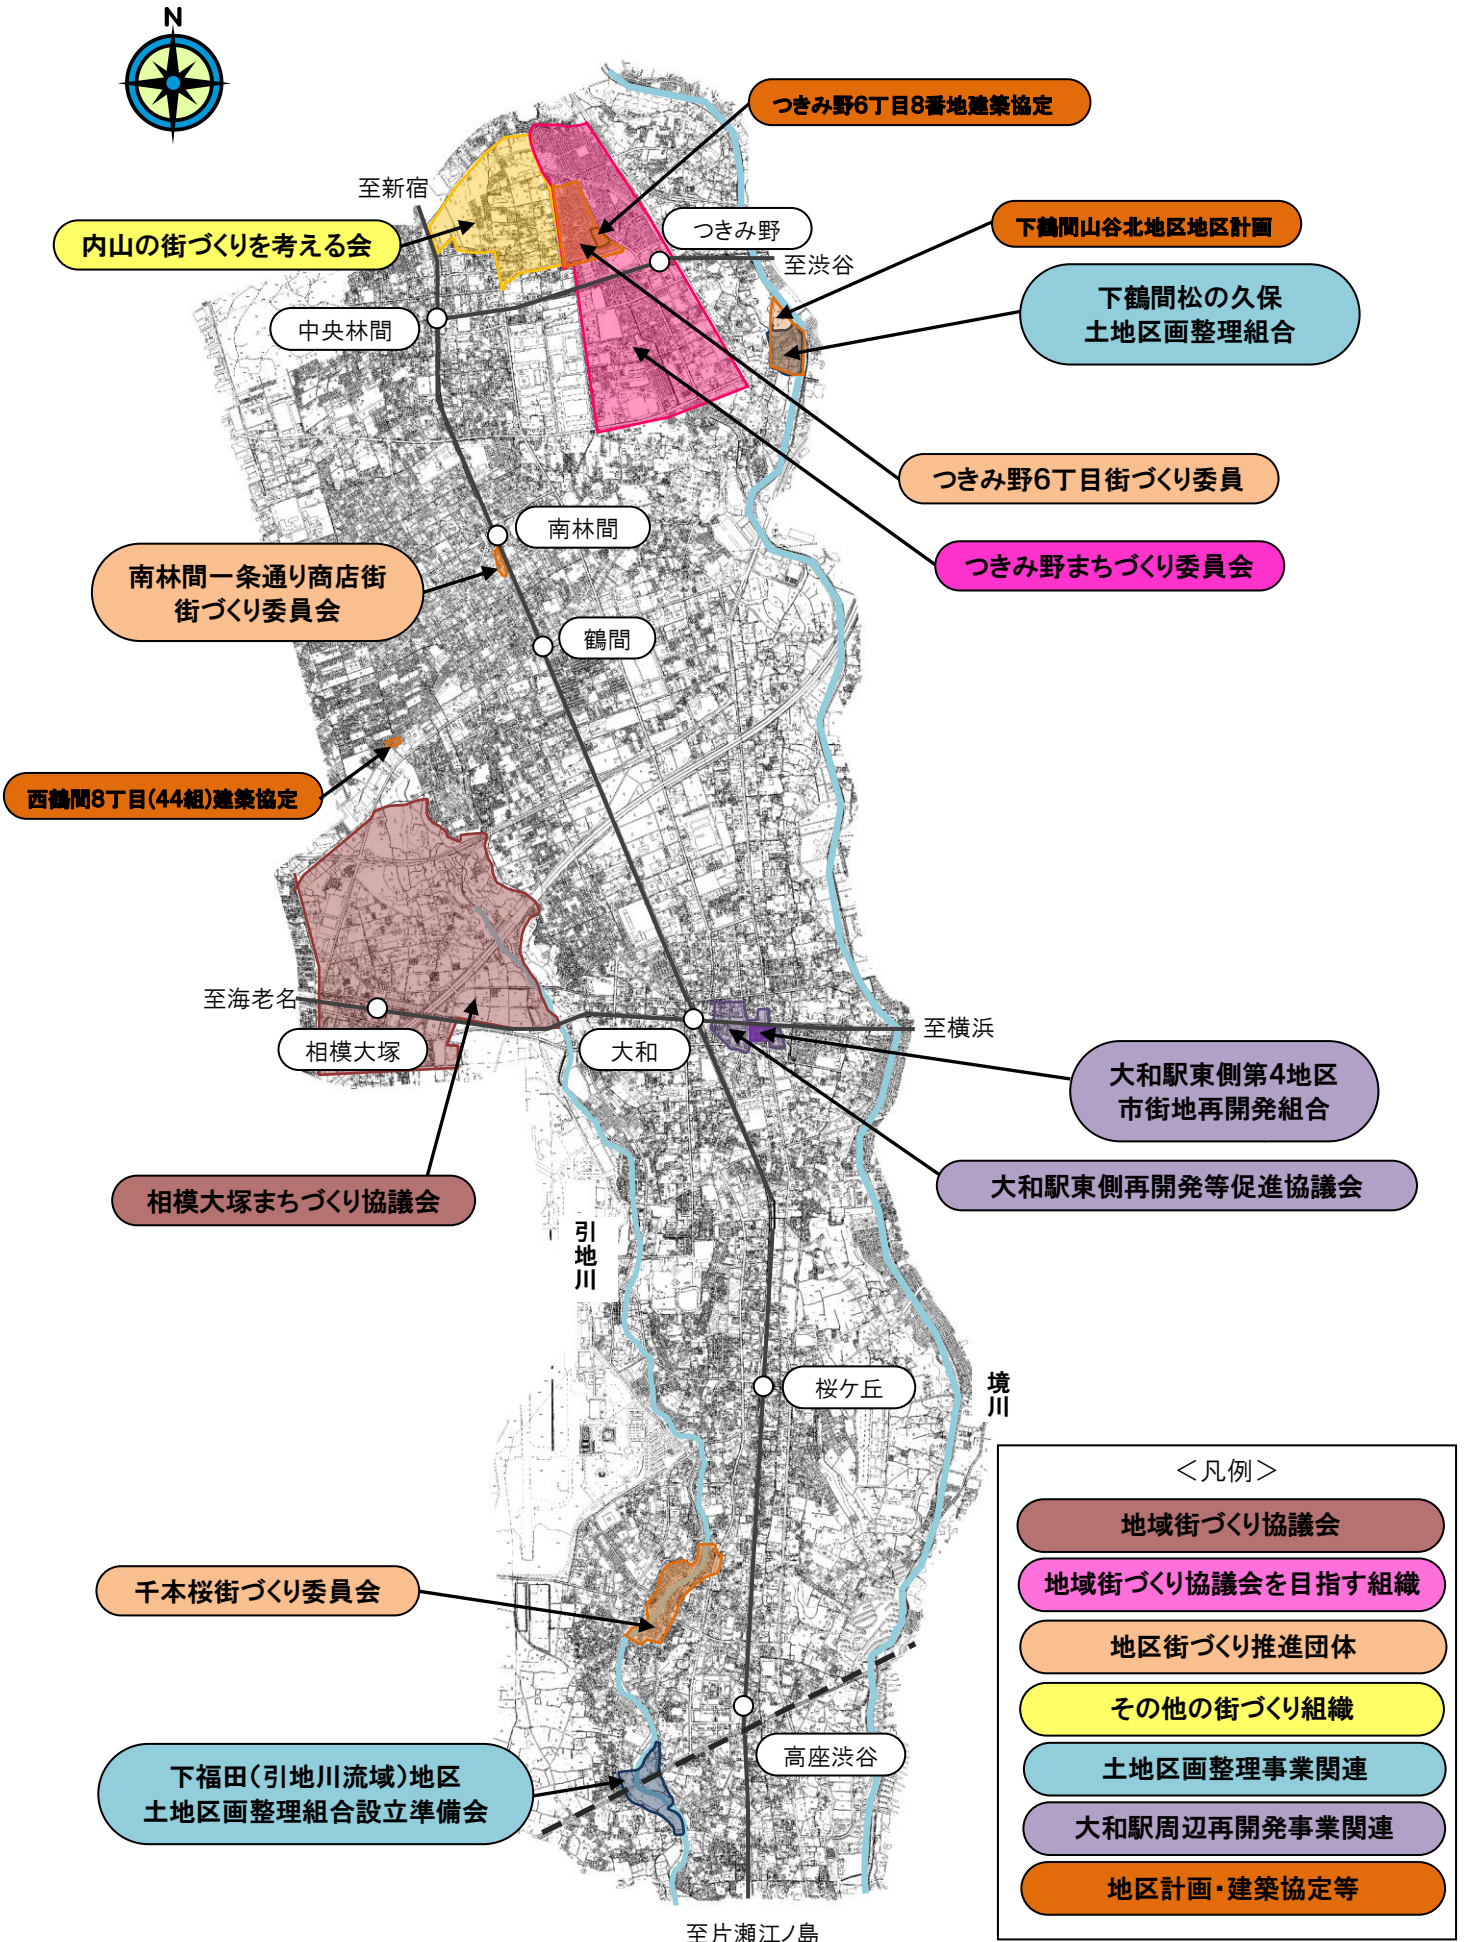 N
つきみ野6丁目8番地建築協定
至新宿
内山の街づくりを考える会
つきみ野
至渋谷
下鶴間山谷北地区地区計画
下鶴間松の久保
土地区画整理組合
中央林間
つきみ野6丁目街づくり委員
南林間
つきみ野まちづくり委員会
南林間一条通り商店街
街づくり委員会
鶴間
西鶴間8丁目(44組)建築協定
至海老名
相模大塚
大和
至横浜
大和駅東側第4地区
市街地再開発組合
大和駅東側再開発等促進協議会
相模大塚まちづくり協議会
引地川
桜ケ丘
境川
千本桜街づくり委員会
高座渋谷
下福田(引地川流域)地区
土地区画整理組合設立準備会
至片瀬江ノ島
<凡例>
地域街づくり協議会
地域街づくり協議会を目指す組織
地区街づくり推進団体
その他の街づくり組織
土地区画整理事業関連
大和駅周辺再開発事業関連
地区計画・建築協定等